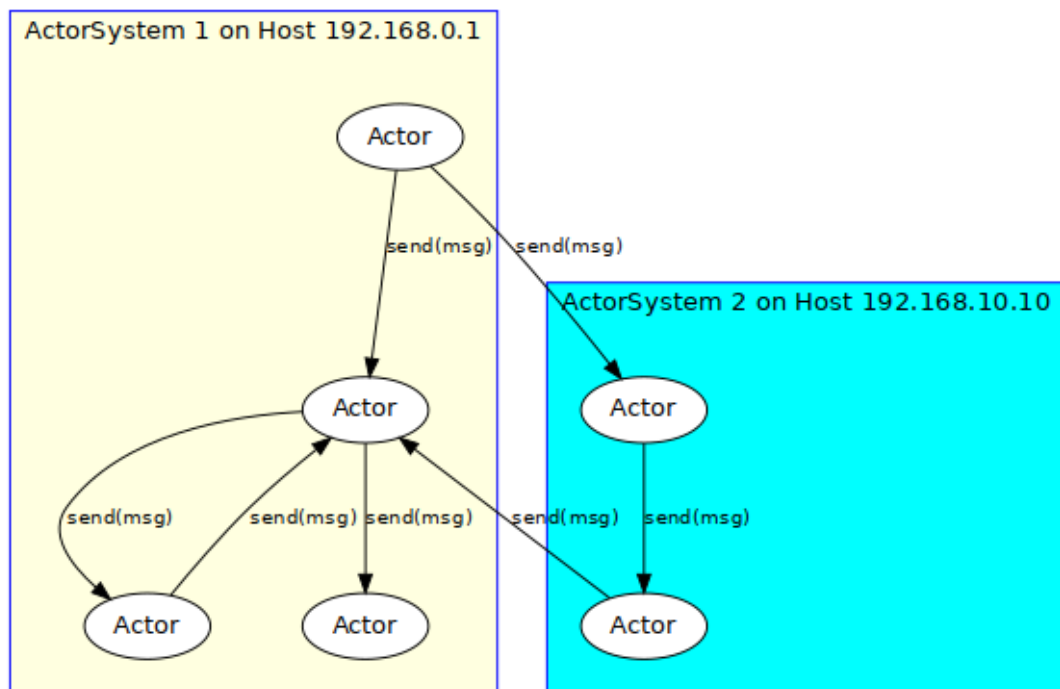 ActorSystem 1 on Host 192.168.0.1
Actor
send(msg)
send(msg)
ActorSystem 2 on Host 192.168.10.10
Actor
Actor
send(msg)
send(msg)
send(msg)
send(msg)
send(msg)
Actor
Actor
Actor